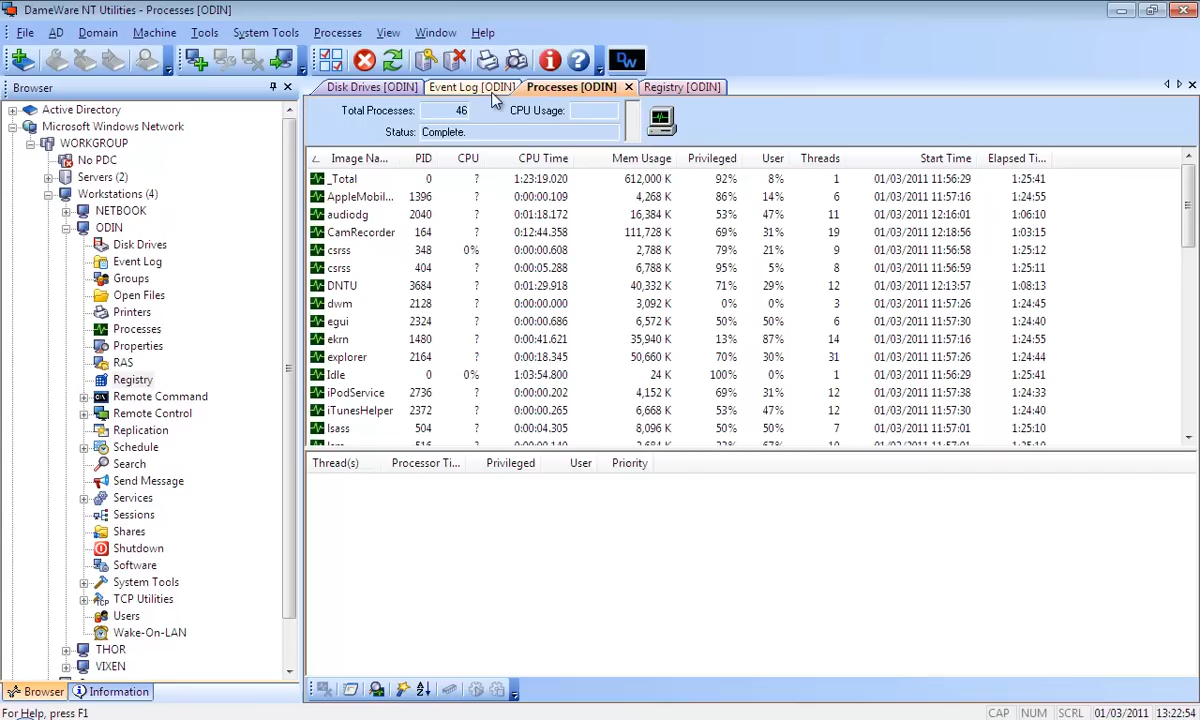 DameWare NT Utilities - Processes [ODIN]
File AD Domain Machine Tools System Tools Processes View Window Help
Dw
Browser
Disk Drives [ODIN] Event Log [ODIN] Processes [ODIN] Registry [ODIN]
Total Processes: 46 CPU Usage:
Status: Complete.
Active Directory
Microsoft Windows Network
WORKGROUP
No PDC
Servers (2)
Workstations (4)
NETBOOK
ODIN
Disk Drives
Event Log
Groups
Open Files
Printers
Processes
Properties
RAS
Registry
Remote Command
Remote Control
Replication
Schedule
Search
Send Message
Services
Sessions
Shares
Shutdown
Software
System Tools
TCP Utilities
Users
Wake-On-LAN
THOR
VIXEN
Image Na... PID CPU CPU Time Mem Usage Privileged User Threads Start Time Elapsed Ti...
_Total 0 ? 1:23:19.020 612,000 K 92% 8% 1 01/03/2011 11:56:29 1:25:41
AppleMobil... 1396 ? 0:00:00.109 4,268 K 86% 14% 6 01/03/2011 11:57:16 1:24:55
audiodg 2040 ? 0:01:18.172 16,384 K 53% 47% 11 01/03/2011 12:16:01 1:06:10
CamRecorder 164 ? 0:12:44.358 111,728 K 69% 31% 19 01/03/2011 12:18:56 1:03:15
csrss 348 0% 0:00:00.608 2,788 K 79% 21% 9 01/03/2011 11:56:58 1:25:12
csrss 404 ? 0:00:05.288 6,788 K 95% 5% 8 01/03/2011 11:56:59 1:25:11
DNTU 3684 ? 0:01:29.918 40,332 K 71% 29% 12 01/03/2011 12:13:57 1:08:13
dwm 2128 ? 0:00:00.000 3,092 K 0% 0% 3 01/03/2011 11:57:26 1:24:45
egui 2324 ? 0:00:00.686 6,572 K 50% 50% 6 01/03/2011 11:57:30 1:24:40
ekrn 1480 ? 0:00:41.621 35,940 K 13% 87% 14 01/03/2011 11:57:16 1:24:55
explorer 2164 ? 0:00:18.345 50,660 K 70% 30% 31 01/03/2011 11:57:26 1:24:44
Idle 0 0% 1:03:54.800 24 K 100% 0% 1 01/03/2011 11:56:29 1:25:41
iPodService 2736 ? 0:00:00.202 4,152 K 69% 31% 12 01/03/2011 11:57:38 1:24:33
iTunesHelper 2372 ? 0:00:00.265 6,668 K 53% 47% 12 01/03/2011 11:57:30 1:24:40
lsass 504 ? 0:00:04.305 8,096 K 50% 50% 7 01/03/2011 11:57:01 1:25:10
Thread(s) Processor Ti... Privileged User Priority
Browser Information
For Help, press F1 CAP NUM SCRL 01/03/2011 13:22:54